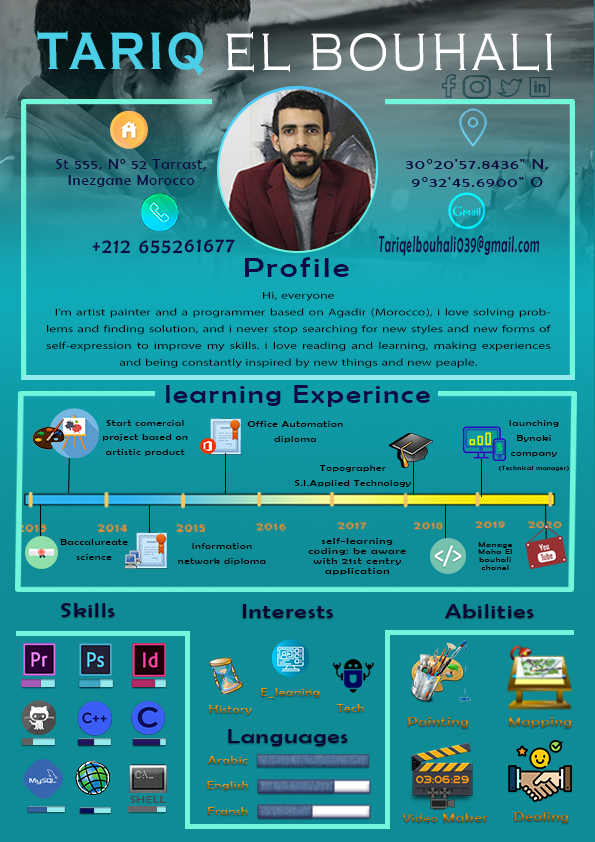 TARIQ EL BOUHALI
St 555, N° 52 Tarrast,
Inezgane Morocco
+212 655261677
30°20'57.8436" N,
9°32'45.6900" O
Gmail
Tariqelbouhali039@gmail.com
Profile
Hi, everyone
I'm artist painter and a programmer based on Agadir (Morocco), i love solving prob-
lems and finding solution, and i never stop searching for new styles and new forms of
self-expression to improve my skills. i love reading and learning, making experiences
and being constantly inspired by new things and new peaple.
learning Experince
Start comercial
project based on
artistic product
Office Automation
diploma
Topographer
S.I.Applied Technology
launching
Bynoki
company
(Technical manager)
2013 2014 2015 2016 2017 2018 2019 2020
Baccalaureate
science
Information
network diploma
self-learning
coding: be aware
with 21st centry
application
</>
Manage
Moha El
bouhali
chanel
You
Tube
Skills
Pr Ps Id
C++ C
MySQL
C:\_
SHELL
Interests
History
E_leaning
Tech
Languages
Arabic
English
Fransh
Abilities
Painting
Mapping
03:06:29
Video Maker
Dealing